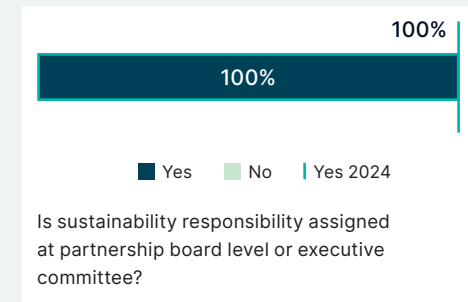 100%
100%
Yes No Yes 2024
Is sustainability responsibility assigned
at partnership board level or executive
committee?